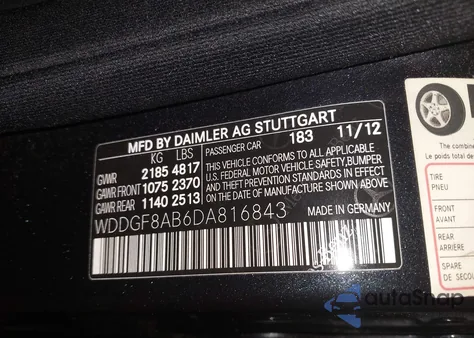 MFD BY DAIMLER AG STUTTGART
KG LBS PASSENGER CAR 183 11/12
GVWR 2185 4817
GAWR FRONT 1075 2370
GAWR REAR 1140 2513
THIS VEHICLE CONFORMS TO ALL APPLICABLE
U.S. FEDERAL MOTOR VEHICLE SAFETY,BUMPER
AND THEFT PREVENTION STANDARDS IN EFFECT
ON THE DATE OF MANUFACTURE SHOWN ABOVE.
WDDGF8AB6DA816843
MADE IN GERMANY
The combine
Le poids total de
TIRE
PNEU
FRONT
AVANT
REAR
ARRIÈRE
SPARE
DE SECOU
autoSnap